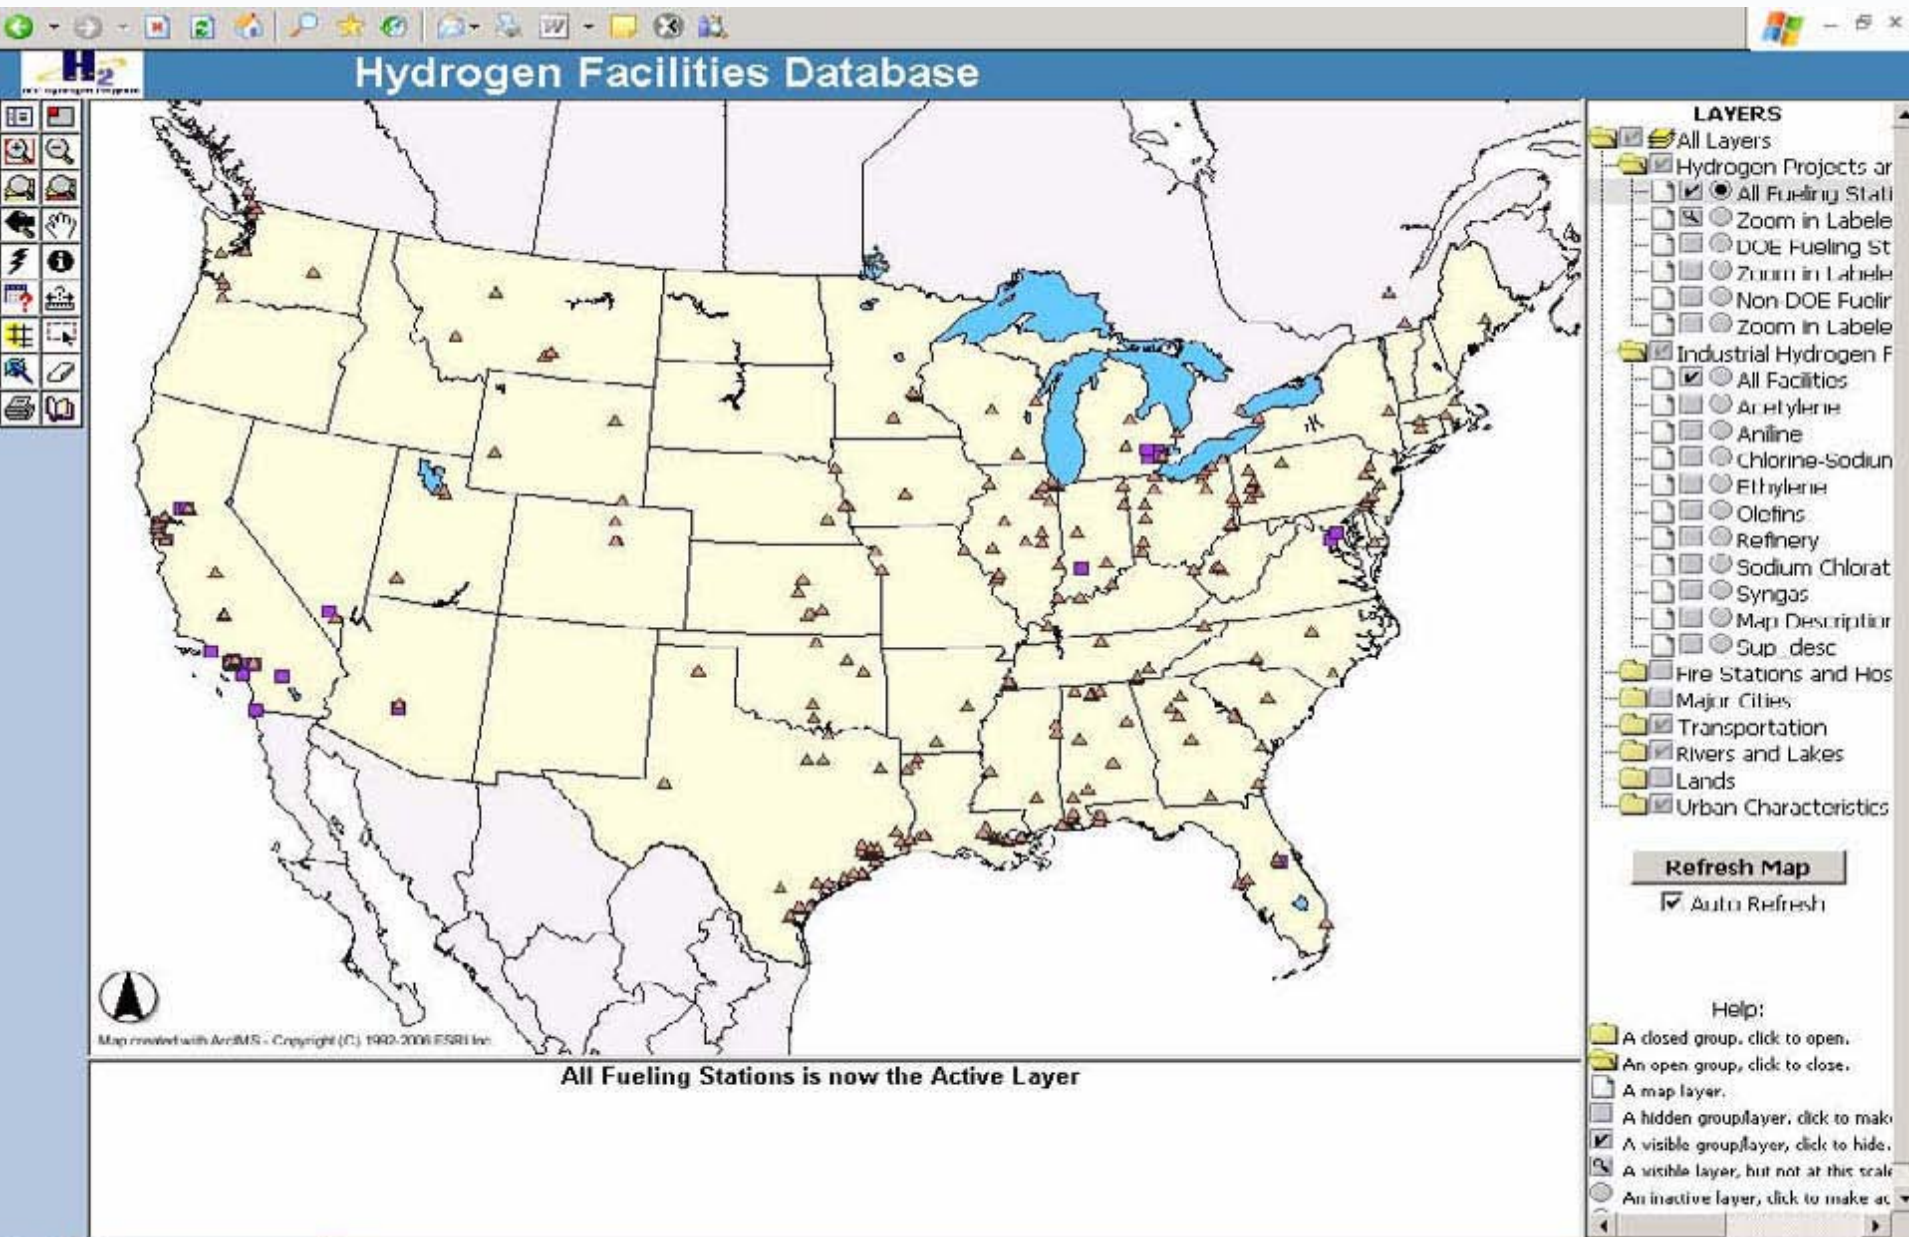 H2
Hydrogen Facilities Database
LAYERS
All Layers
Hydrogen Projects ar
All Fueling Stati
Zoom in Labele
DOE Fueling St
Zoom in Labele
Non DOE Fuelir
Zoom in Labele
Industrial Hydrogen F
All Facilities
Acetylene
Aniline
Chlorine-Sodiun
Ethylene
Olefins
Refinery
Sodium Chlorat
Syngas
Map Description
Sup_desc
Fire Stations and Hos
Major Cities
Transportation
Rivers and Lakes
Lands
Urban Characteristics
Refresh Map
Auto Refresh
Help:
A closed group, click to open.
An open group, click to close.
A map layer.
A hidden group/layer, click to make
A visible group/layer, click to hide.
A visible layer, but not at this scale
An inactive layer, click to make ac
Map created with ArcIMS - Copyright (C) 1992-2006 ESRI Inc.
All Fueling Stations is now the Active Layer